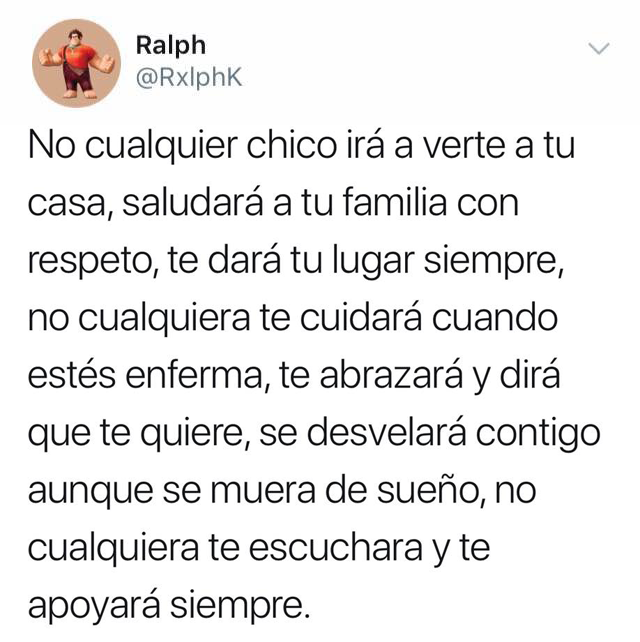 Ralph
@RxlphK
No cualquier chico irá a verte a tu
casa, saludará a tu familia con
respeto, te dará tu lugar siempre,
no cualquiera te cuidará cuando
estés enferma, te abrazará y dirá
que te quiere, se desvelará contigo
aunque se muera de sueño, no
cualquiera te escuchara y te
apoyará siempre.